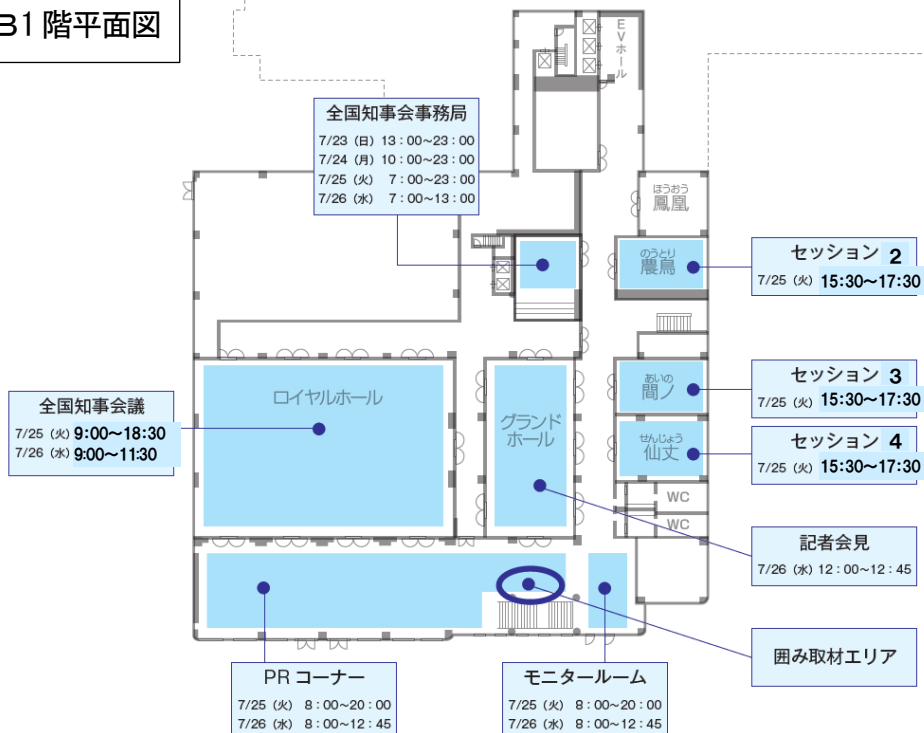 B1階平面図
EVホール
全国知事会事務局
7/23（日）13：00～23：00
7/24（月）10：00～23：00
7/25（火） 7：00～23：00
7/26（水） 7：00～13：00
ほうおう
鳳凰
のうとり
農鳥
セッション 2
7/25（火）15:30～17:30
あいの
間ノ
セッション 3
7/25（火）15:30～17:30
ロイヤルホール
全国知事会議
7/25（火）9:00～18:30
7/26（水）9:00～11:30
グランド
ホール
せんじょう
仙丈
セッション 4
7/25（火）15:30～17:30
WC
WC
記者会見
7/26（水）12：00～12：45
囲み取材エリア
PRコーナー
7/25（火） 8：00～20：00
7/26（水） 8：00～12：45
モニタールーム
7/25（火） 8：00～20：00
7/26（水） 8：00～12：45